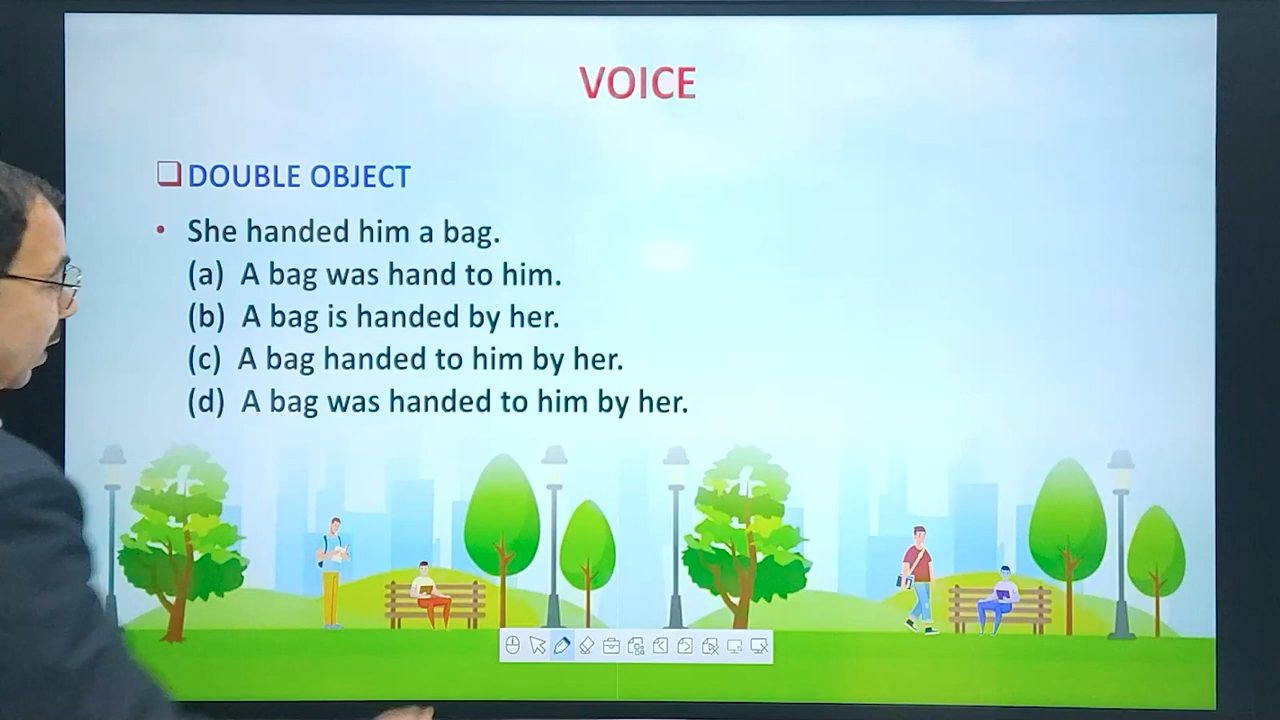 VOICE
DOUBLE OBJECT
• She handed him a bag.
(a) A bag was hand to him.
(b) A bag is handed by her.
(c) A bag handed to him by her.
(d) A bag was handed to him by her.